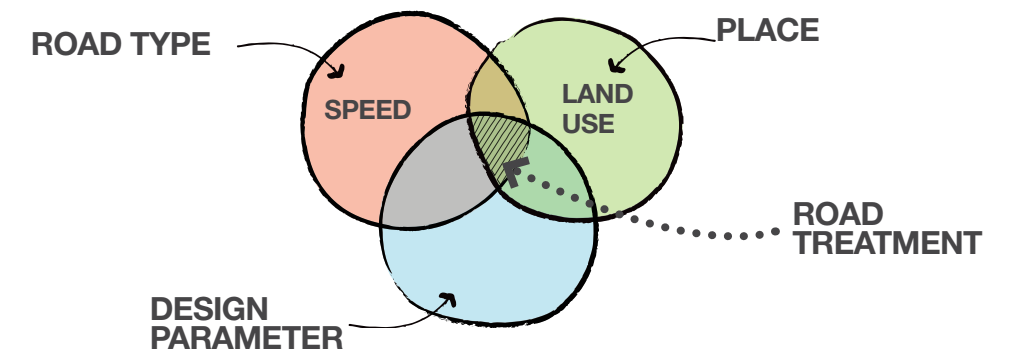 ROAD TYPE
PLACE
SPEED
LAND
USE
ROAD
TREATMENT
DESIGN
PARAMETER